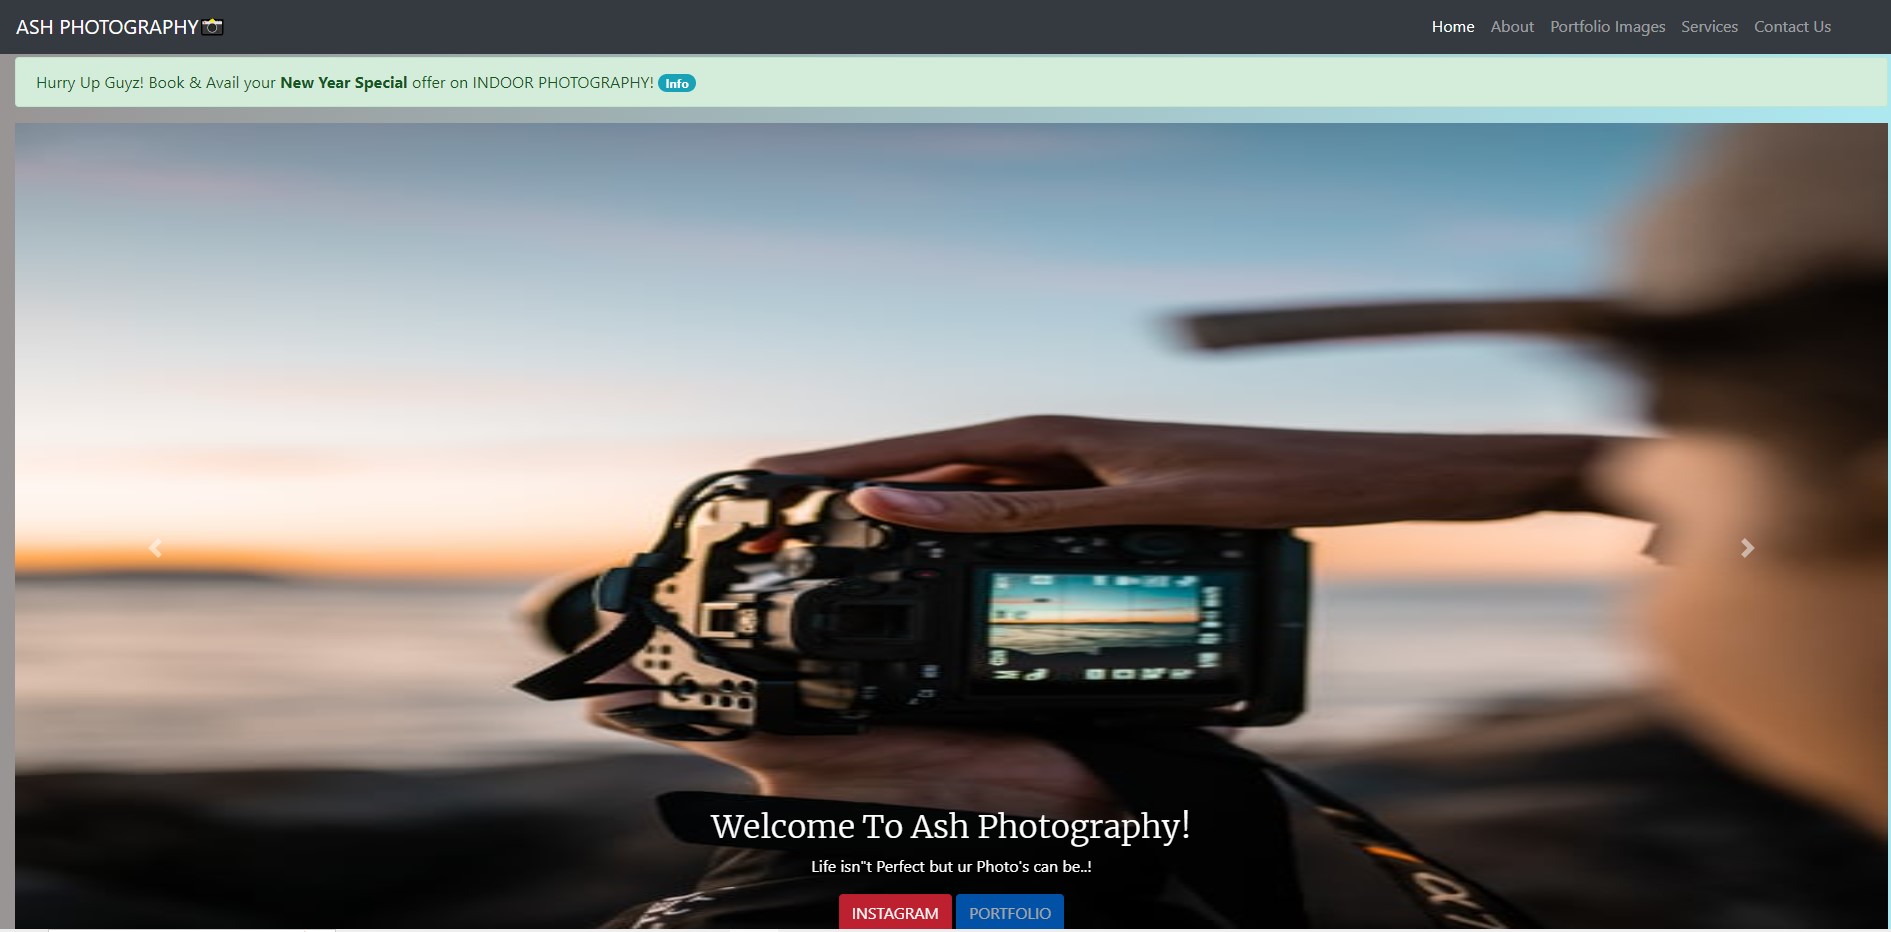 ASH PHOTOGRAPHY📷 Home About Portfolio Images Services Contact Us
Hurry Up Guyz! Book & Avail your New Year Special offer on INDOOR PHOTOGRAPHY! Info
Welcome To Ash Photography!
Life isn"t Perfect but ur Photo's can be..!
INSTAGRAM PORTFOLIO